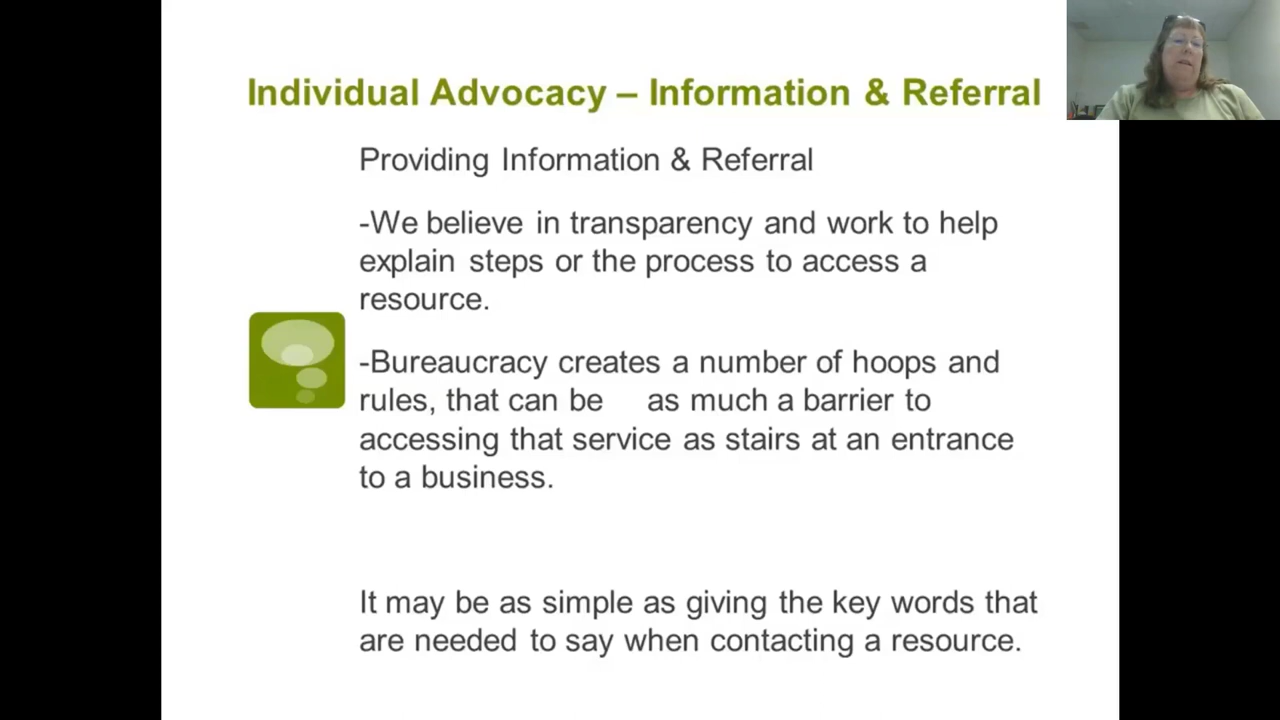 Individual Advocacy – Information & Referral
Providing Information & Referral
-We believe in transparency and work to help
explain steps or the process to access a
resource.
-Bureaucracy creates a number of hoops and
rules, that can be as much a barrier to
accessing that service as stairs at an entrance
to a business.
It may be as simple as giving the key words that
are needed to say when contacting a resource.